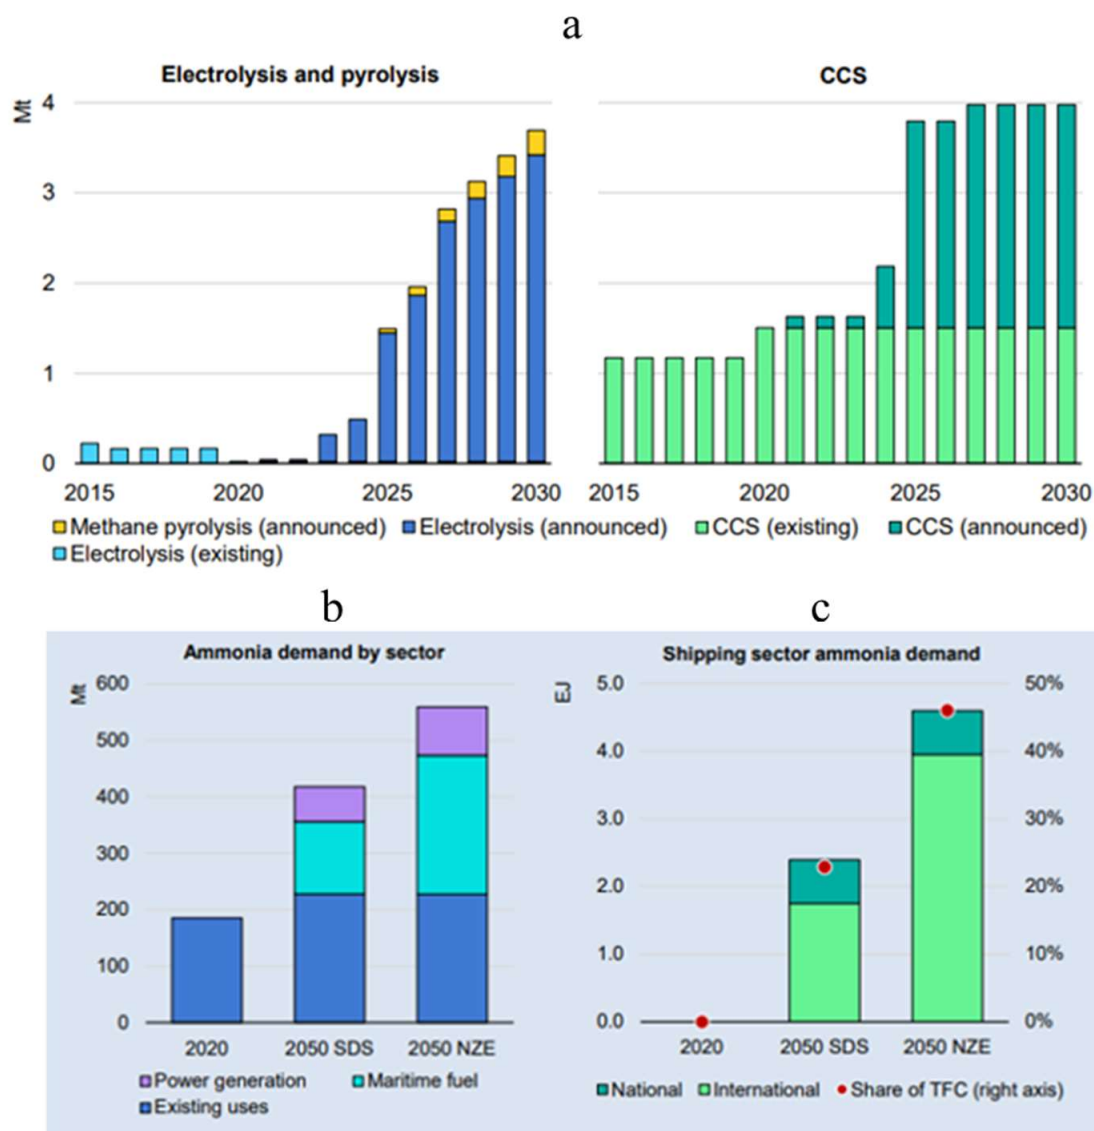 a
Electrolysis and pyrolysis
CCS
Mt
4
3
2
1
0
2015 2020 2025 2030
2015 2020 2025 2030
Methane pyrolysis (announced) Electrolysis (announced)
Electrolysis (existing)
CCS (existing) CCS (announced)
b
c
Ammonia demand by sector
Mt
600
500
400
300
200
100
0
2020 2050 SDS 2050 NZE
Power generation Maritime fuel
Existing uses
Shipping sector ammonia demand
EJ
5.0
4.0
3.0
2.0
1.0
0.0
50%
40%
30%
20%
10%
0%
2020 2050 SDS 2050 NZE
National International Share of TFC (right axis)